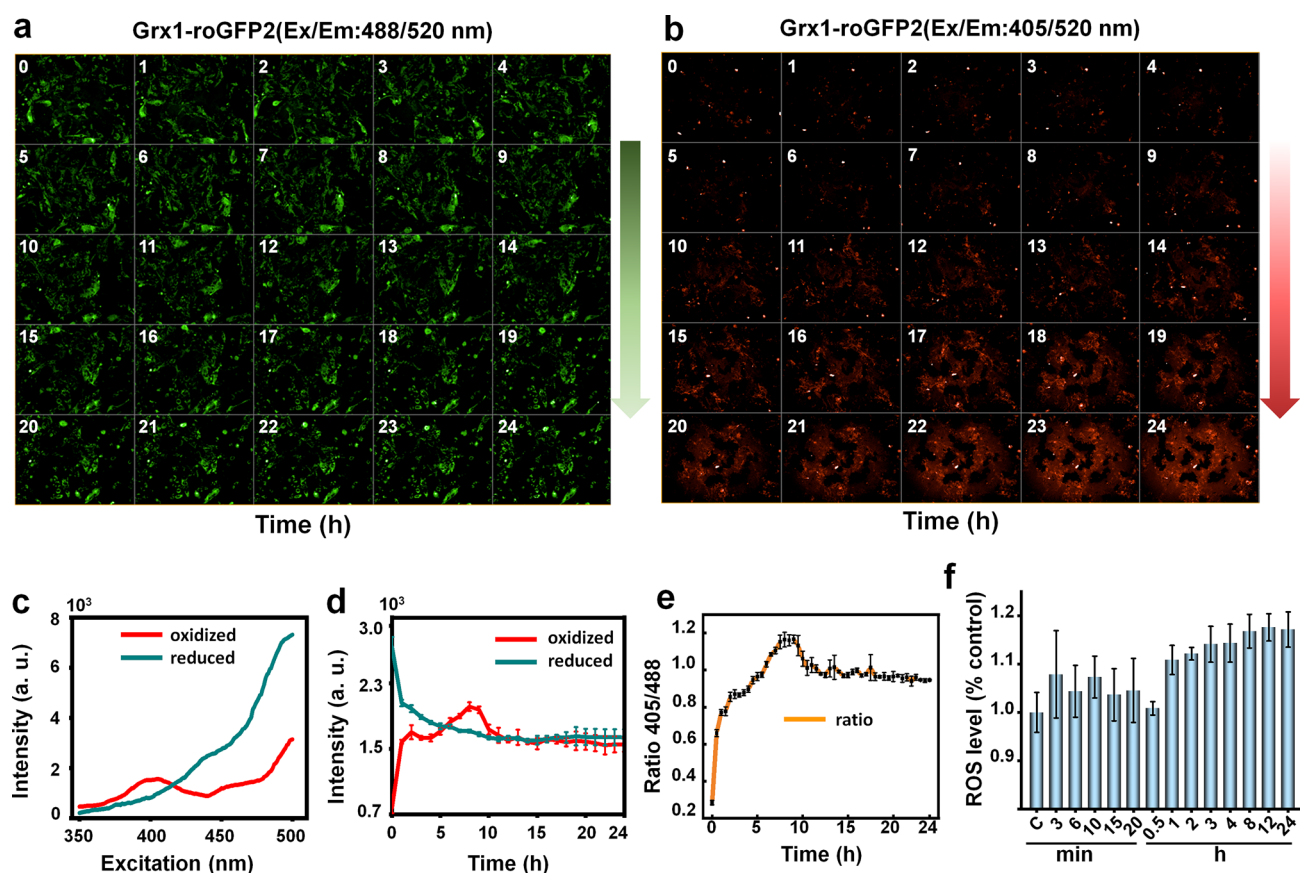 a
Grx1-roGFP2(Ex/Em:488/520 nm)
0 1 2 3 4
5 6 7 8 9
10 11 12 13 14
15 16 17 18 19
20 21 22 23 24
Time (h)
b
Grx1-roGFP2(Ex/Em:405/520 nm)
0 1 2 3 4
5 6 7 8 9
10 11 12 13 14
15 16 17 18 19
20 21 22 23 24
Time (h)
c
10³
8
6
4
2
0
Intensity (a. u.)
oxidized
reduced
350 400 450 500
Excitation (nm)
d
10³
3.0
2.3
1.5
0.7
Intensity (a. u.)
oxidized
reduced
0 5 10 15 20 24
Time (h)
e
1.2
1.0
0.8
0.6
0.4
0.2
Ratio 405/488
ratio
0 5 10 15 20 24
Time (h)
f
1.2
1.1
1.0
0.9
ROS level (% control)
C 3 6 10 15 20 0.5 1 2 3 4 8 12 24
min h